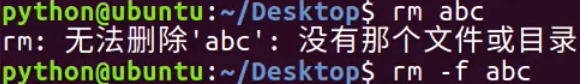 python@ubuntu:~/Desktop$ rm abc
rm: 无法删除'abc': 没有那个文件或目录
python@ubuntu:~/Desktop$ rm -f abc